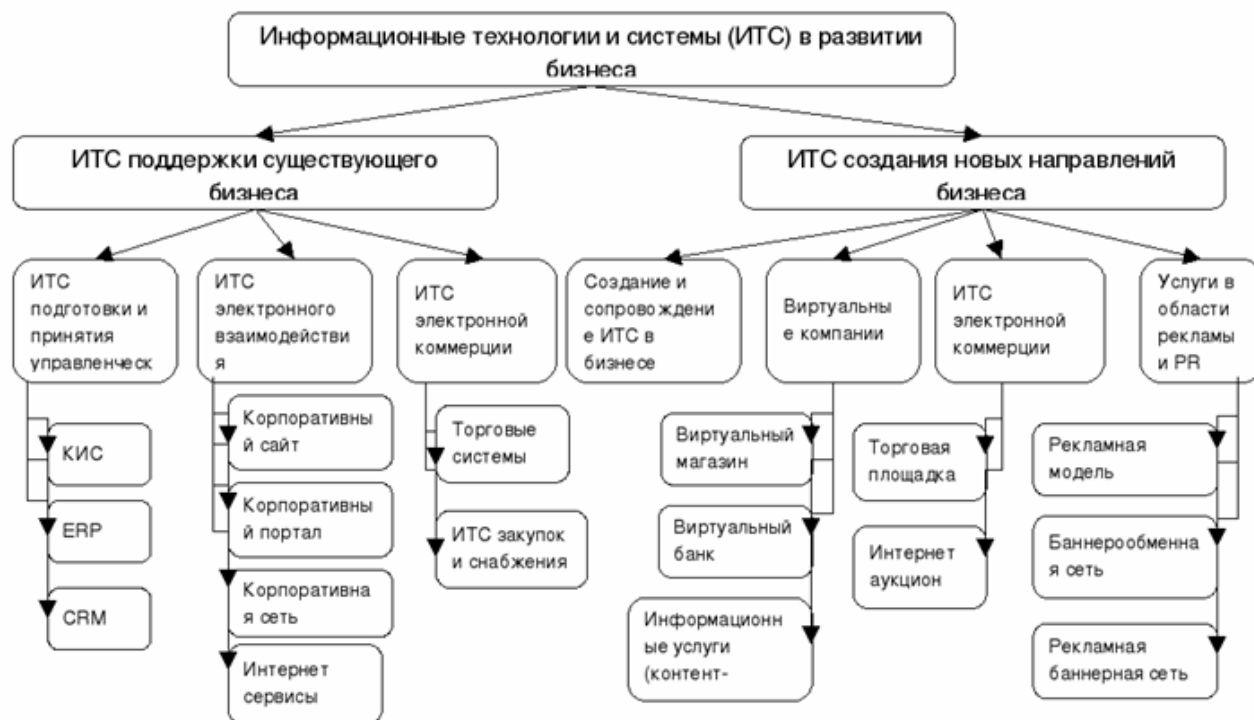 Информационные технологии и системы (ИТС) в развитии
бизнеса
ИТС поддержки существующего
бизнеса
ИТС создания новых направлений
бизнеса
ИТС
подготовки и
принятия
управленческ
ИТС
электронного
взаимодействи
я
ИТС
электронной
коммерции
Создание и
сопровождени
е ИТС в
бизнесе
Виртуальны
е компании
ИТС
электронной
коммерции
Услуги в
области
рекламы
и PR
КИС
ERP
CRM
Корпоративны
й сайт
Корпоративны
й портал
Корпоративна
я сеть
Интернет
сервисы
Торговые
системы
ИТС закупок
и снабжения
Виртуальный
магазин
Виртуальный
банк
Информационн
ые услуги
(контент-
Торговая
площадка
Интернет
аукцион
Рекламная
модель
Баннерообменна
я сеть
Рекламная
баннерная сеть